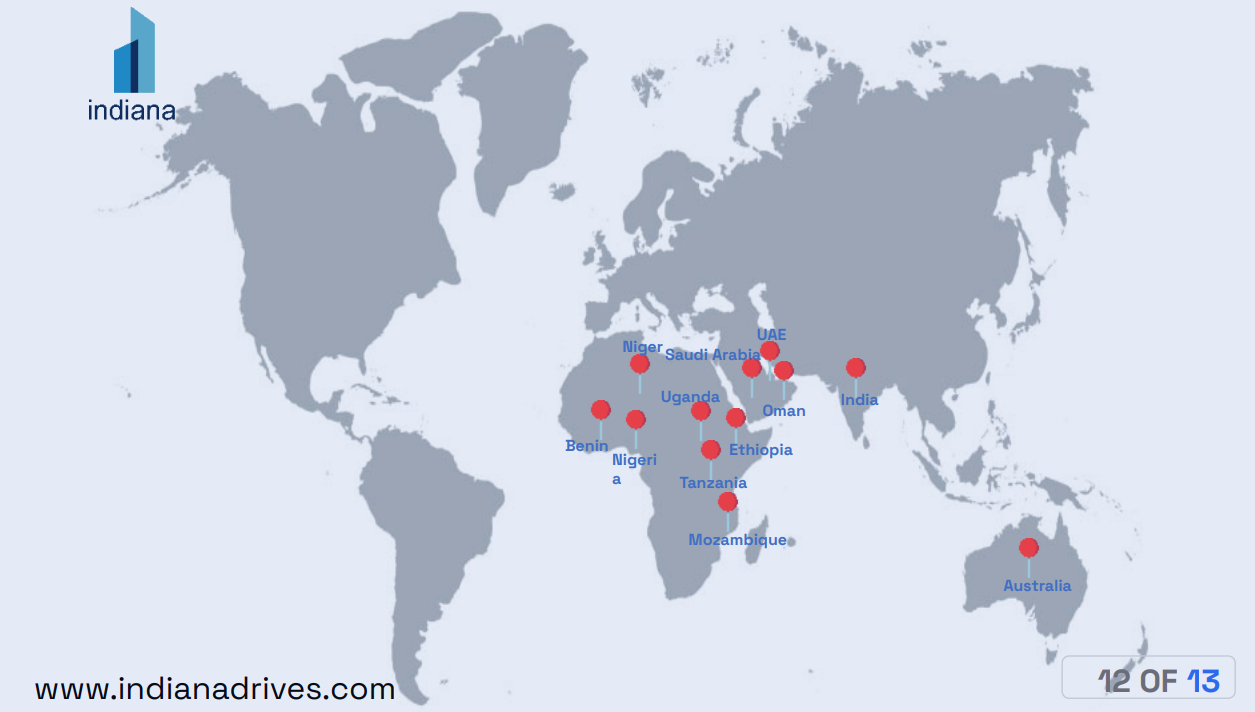 indiana
UAE
Niger
Saudi Arabia
Uganda
India
Oman
Benin
Ethiopia
Nigeri
a
Tanzania
Mozambique
Australia
www.indianadrives.com
12 OF 13